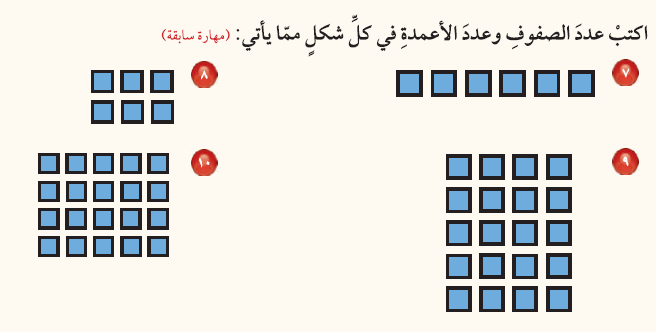 اكتبْ عددَ الصفوفِ وعددَ الأعمدةِ في كلِّ شكلٍ ممّا يأتي: (مهارة سابقة)
٧
٨
٩
١٠